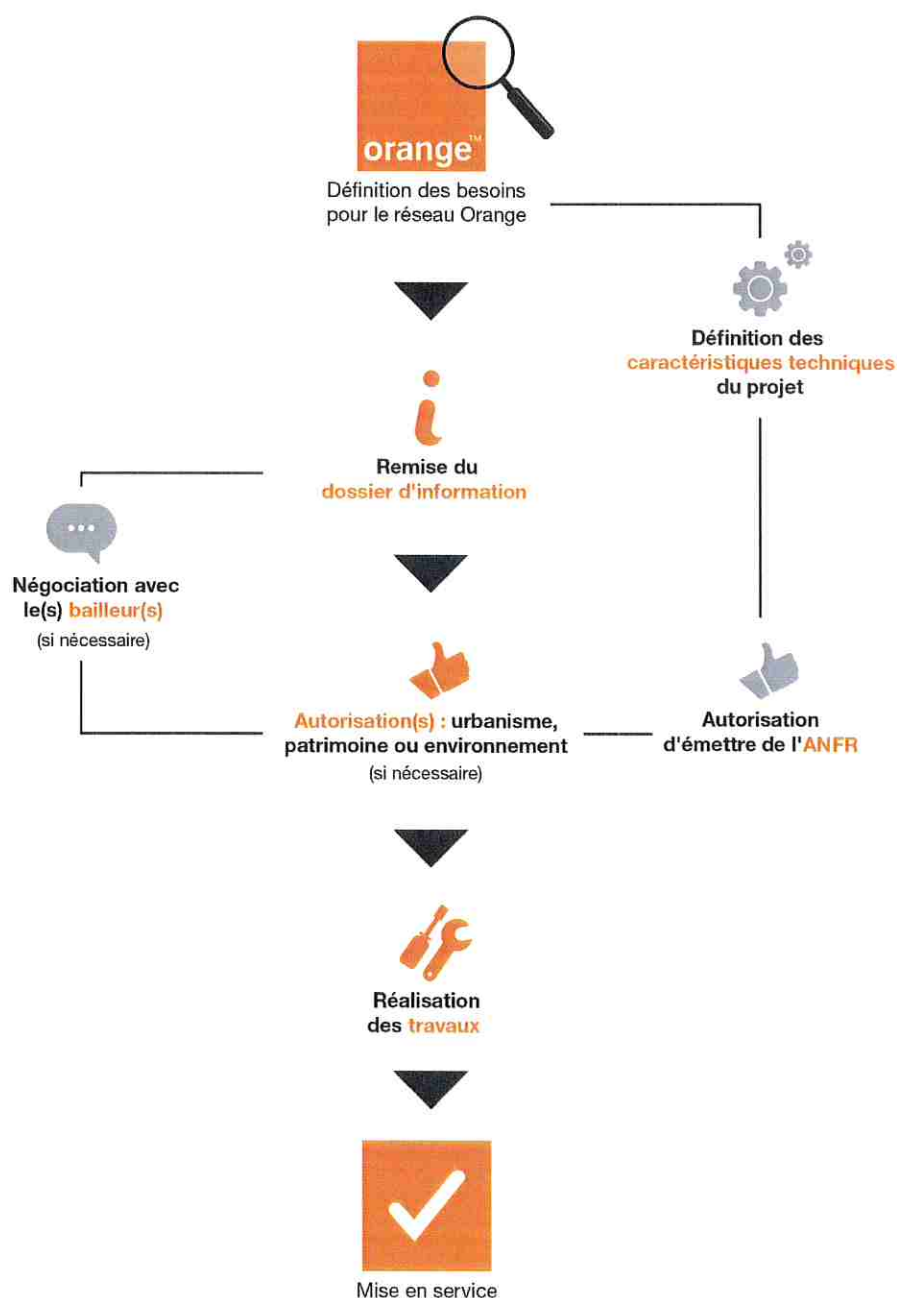 orange™
Définition des besoins
pour le réseau Orange
Définition des
caractéristiques techniques
du projet
Remise du
dossier d'information
Négociation avec
le(s) bailleur(s)
(si nécessaire)
Autorisation(s) : urbanisme,
patrimoine ou environnement
(si nécessaire)
Autorisation
d'émettre de l'ANFR
Réalisation
des travaux
Mise en service